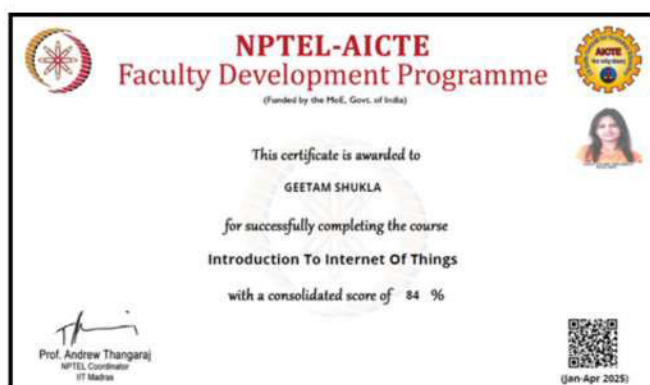 NPTEL-AICTE
Faculty Development Programme
(Funded by the MoE, Govt. of India)
AICTE
This certificate is awarded to
GEETAM SHUKLA
for successfully completing the course
Introduction To Internet Of Things
with a consolidated score of 84 %
Prof. Andrew Thangaraj
NPTEL Coordinator
IIT Madras
(Jan-Apr 2025)